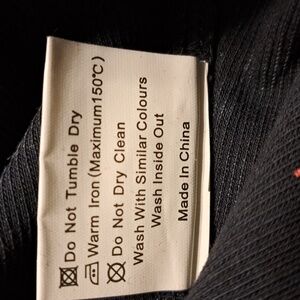 Do Not Tumble Dry
Warm Iron (Maximum150℃)
Do Not Dry Clean
Wash With Similar Colours
Wash Inside Out
Made In China